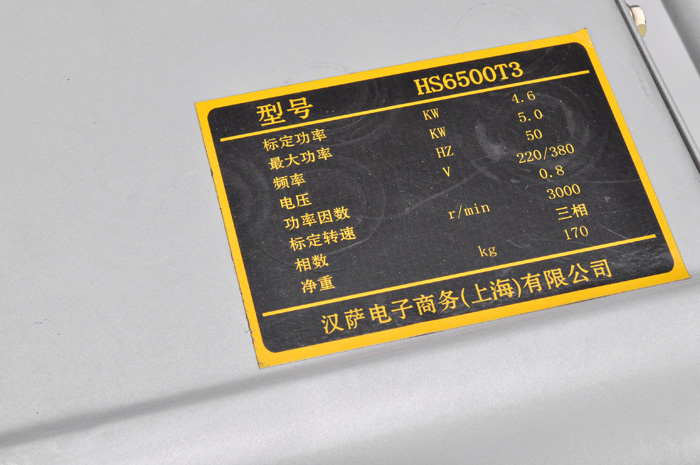 型号 HS6500T3
标定功率 KW 4.6
最大功率 KW 5.0
频率 HZ 50
电压 V 220/380
功率因数 0.8
标定转速 r/min 3000
相数 三相
净重 kg 170
汉萨电子商务(上海)有限公司